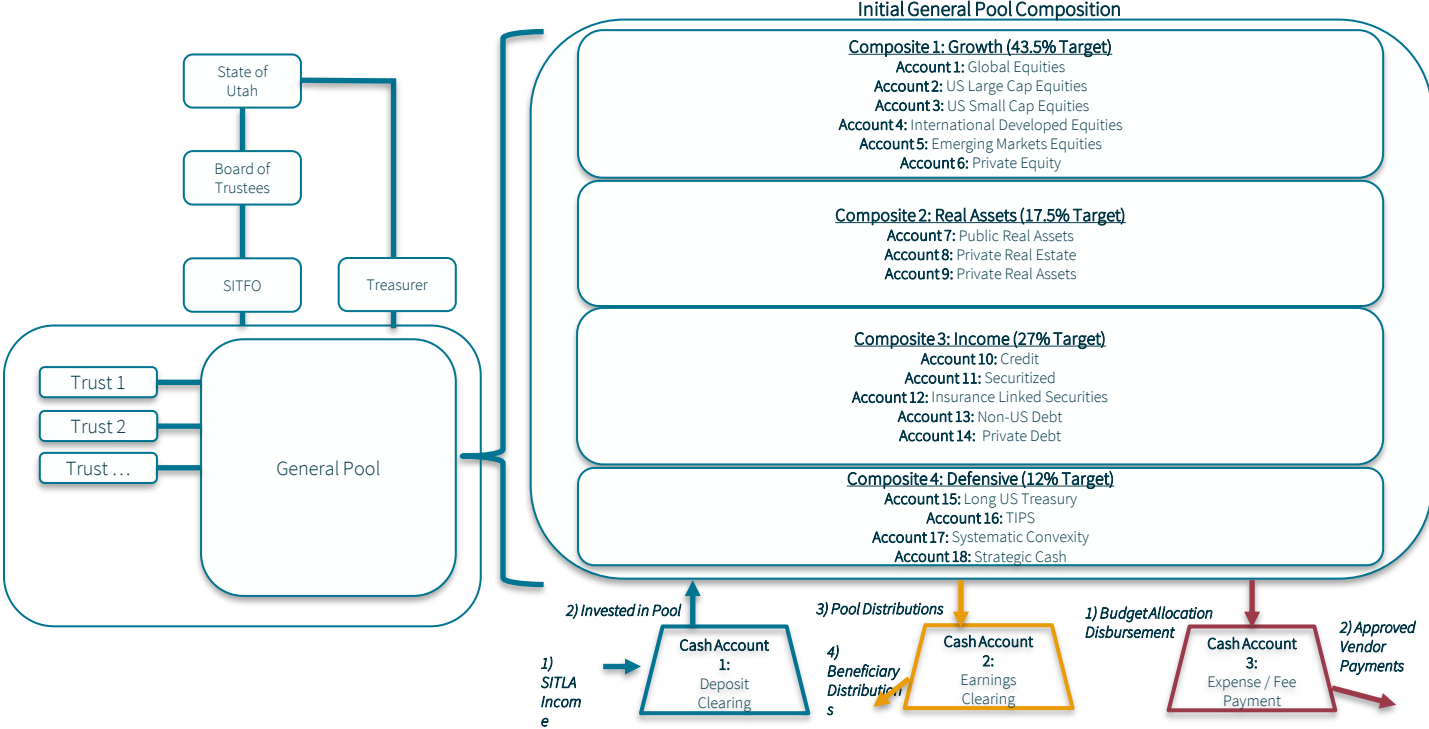 Initial General Pool Composition
State of
Utah
Board of
Trustees
SITFO
Treasurer
Trust 1
Trust 2
Trust ...
General Pool
Composite 1: Growth (43.5% Target)
Account 1: Global Equities
Account 2: US Large Cap Equities
Account 3: US Small Cap Equities
Account 4: International Developed Equities
Account 5: Emerging Markets Equities
Account 6: Private Equity
Composite 2: Real Assets (17.5% Target)
Account 7: Public Real Assets
Account 8: Private Real Estate
Account 9: Private Real Assets
Composite 3: Income (27% Target)
Account 10: Credit
Account 11: Securitized
Account 12: Insurance Linked Securities
Account 13: Non-US Debt
Account 14: Private Debt
Composite 4: Defensive (12% Target)
Account 15: Long US Treasury
Account 16: TIPS
Account 17: Systematic Convexity
Account 18: Strategic Cash
1)
SITLA
Incom
e
2) Invested in Pool
Cash Account
1:
Deposit
Clearing
3) Pool Distributions
4)
Beneficiary
Distribution
s
Cash Account
2:
Earnings
Clearing
1) Budget Allocation
Disbursement
Cash Account
3:
Expense / Fee
Payment
2) Approved
Vendor
Payments